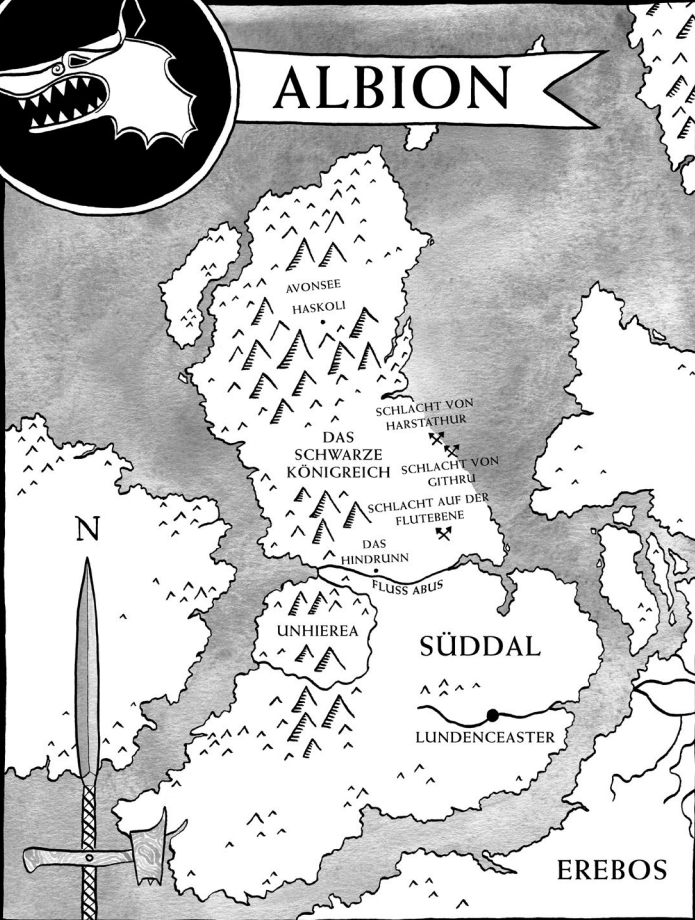 ALBION
AVONSEE
HASKOLI
SCHLACHT VON
HARSTATHUR
DAS
SCHWARZE
KÖNIGREICH
SCHLACHT VON
GITHRU
SCHLACHT AUF DER
FLUTEBENE
N
DAS
HINDRUNN
FLUSS ABUS
UNHIEREA
SÜDDAL
LUNDENCEASTER
EREBOS